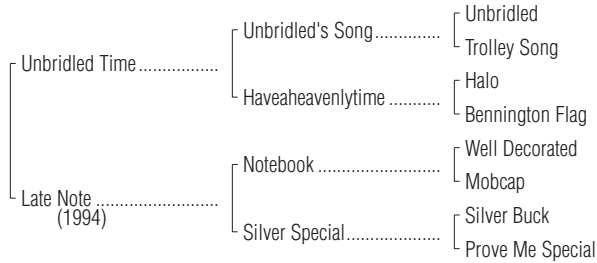 Unbridled
Unbridled's Song..............
Trolley Song
Unbridled Time.................
Halo
Haveaheavenlytime ...........
Bennington Flag
Well Decorated
Notebook ..........................
Mobcap
Late Note ..........................
(1994)
Silver Buck
Silver Special....................
Prove Me Special